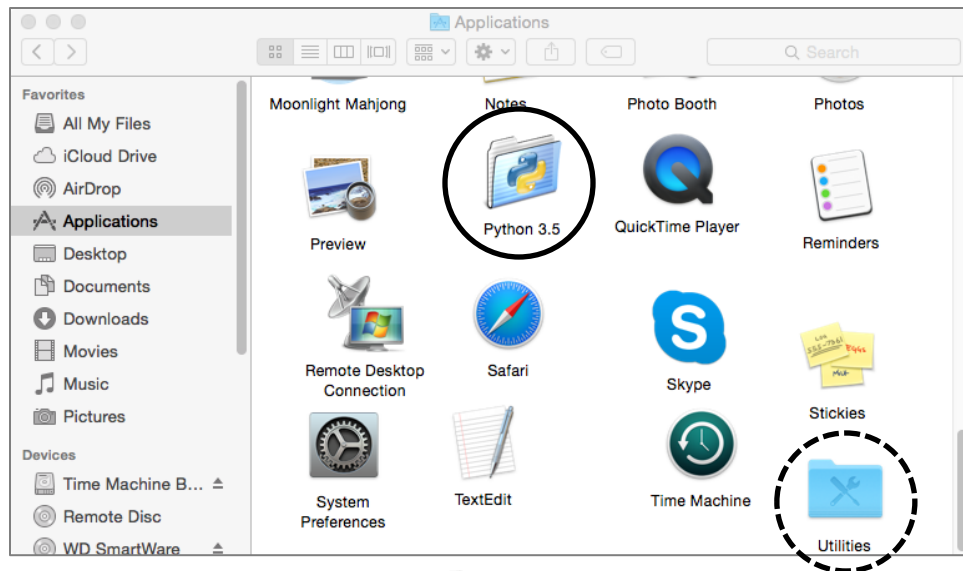 Applications
Search
Favorites
All My Files
iCloud Drive
AirDrop
Applications
Desktop
Documents
Downloads
Movies
Music
Pictures
Devices
Time Machine B...
Remote Disc
WD SmartWare
Moonlight Mahjong
Notes
Photo Booth
Photos
Preview
Python 3.5
QuickTime Player
Reminders
Remote Desktop
Connection
Safari
Skype
Stickies
System
Preferences
TextEdit
Time Machine
Utilities